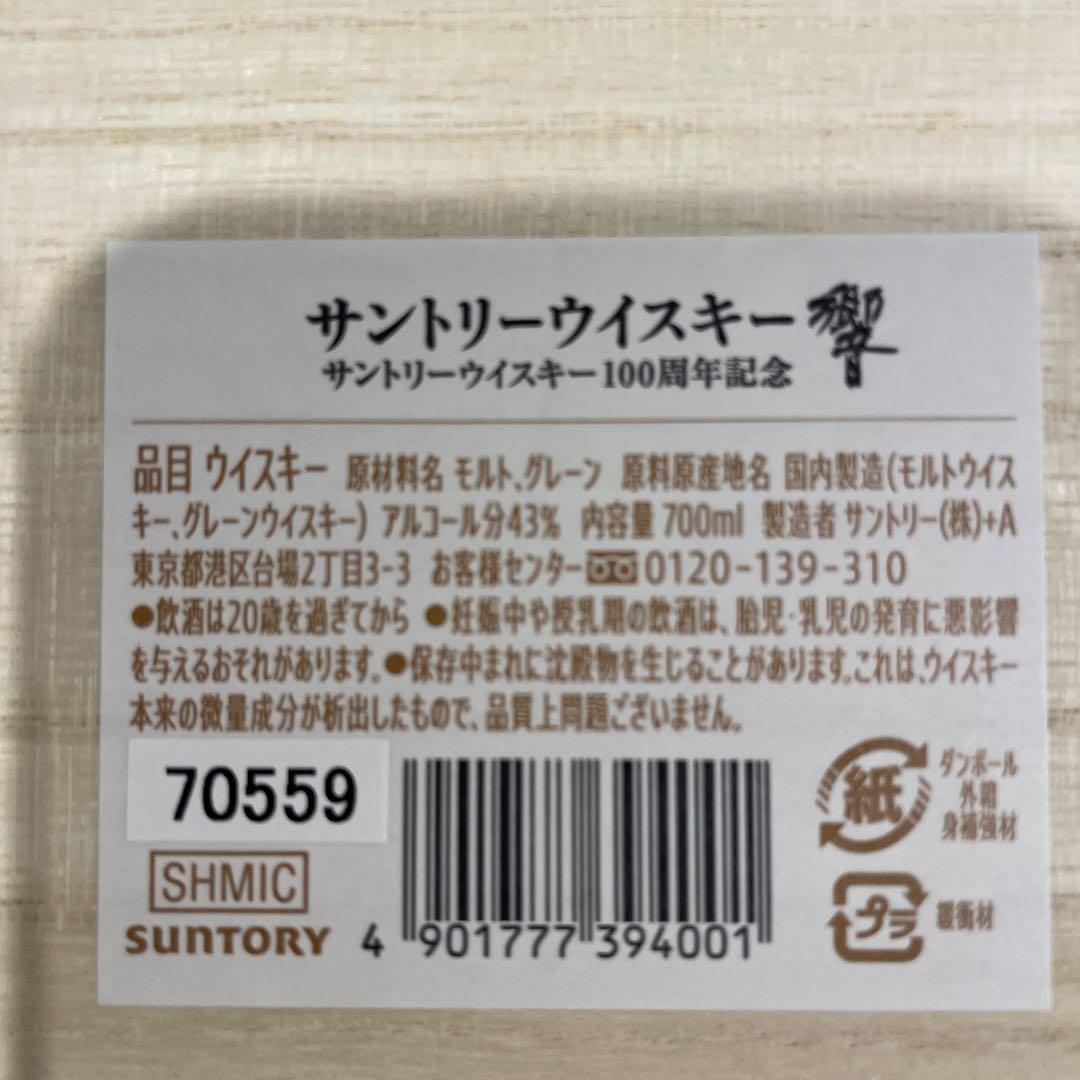 サントリーウイスキー 響
サントリーウイスキー100周年記念
品目 ウイスキー 原材料名 モルト、グレーン 原料原産地名 国内製造(モルトウイス
キー、グレーンウイスキー) アルコール分43% 内容量 700ml 製造者 サントリー(株)+A
東京都港区台場2丁目3-3 お客様センター 0120-139-310
●飲酒は20歳を過ぎてから ●妊娠中や授乳期の飲酒は、胎児・乳児の発育に悪影響
を与えるおそれがあります。●保存中まれに沈殿物を生じることがあります。これは、ウイスキー
本来の微量成分が析出したもので、品質上問題ございません。
70559
SHMIC
SUNTORY
4 901777 394001
紙
ダンボール
外箱
身補強材
プラ
緩衝材